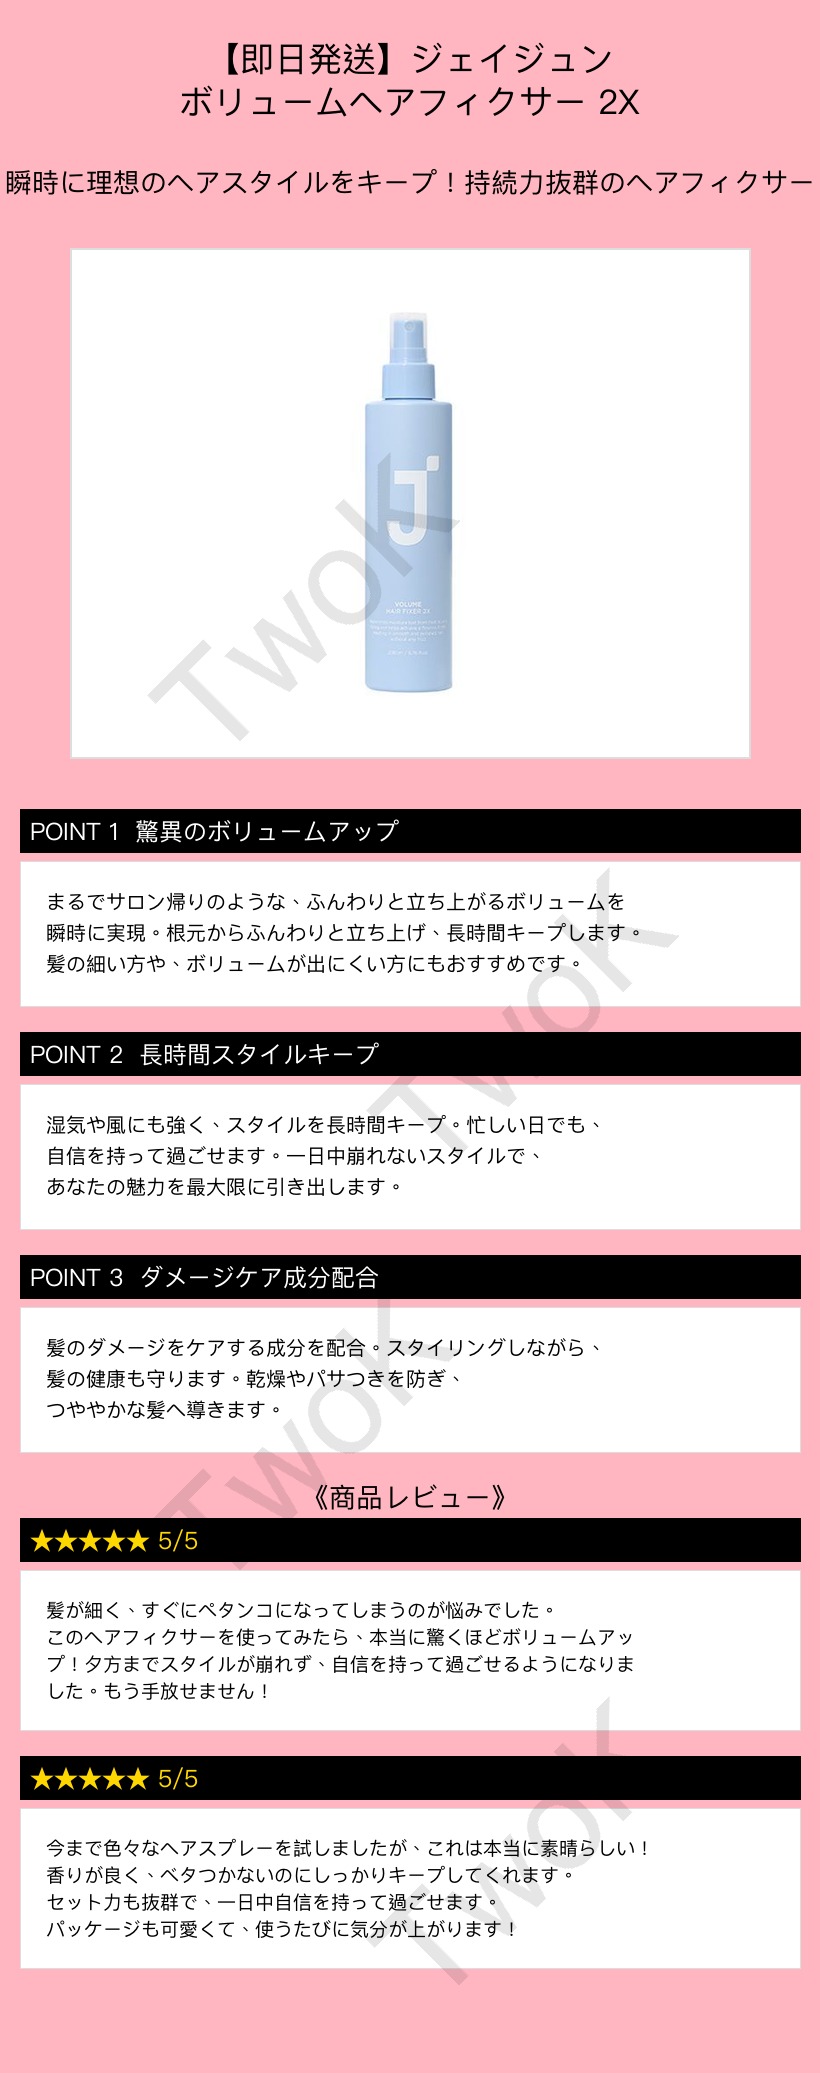 【即日発送】ジェイジュン
ボリュームヘアフィクサー 2X
瞬時に理想のヘアスタイルをキープ！持続力抜群のヘアフィクサー
J
VOLUME
HAIR FIXER 2X
TwoK
POINT 1 驚異のボリュームアップ
まるでサロン帰りのような、ふんわりと立ち上がるボリュームを
瞬時に実現。根元からふんわりと立ち上げ、長時間キープします。
髪の細い方や、ボリュームが出にくい方にもおすすめです。
TwoK
POINT 2 長時間スタイルキープ
湿気や風にも強く、スタイルを長時間キープ。忙しい日でも、
自信を持って過ごせます。一日中崩れないスタイルで、
あなたの魅力を最大限に引き出します。
POINT 3 ダメージケア成分配合
髪のダメージをケアする成分を配合。スタイリングしながら、
髪の健康も守ります。乾燥やパサつきを防ぎ、
つややかな髪へ導きます。
TwoK
《商品レビュー》
★★★★★ 5/5
髪が細く、すぐにペタンコになってしまうのが悩みでした。
このヘアフィクサーを使ってみたら、本当に驚くほどボリュームアッ
プ！夕方までスタイルが崩れず、自信を持って過ごせるようになりま
した。もう手放せません！
★★★★★ 5/5
今まで色々なヘアスプレーを試しましたが、これは本当に素晴らしい！
香りが良く、ベタつかないのにしっかりキープしてくれます。
セット力も抜群で、一日中自信を持って過ごせます。
パッケージも可愛くて、使うたびに気分が上がります！
TwoK